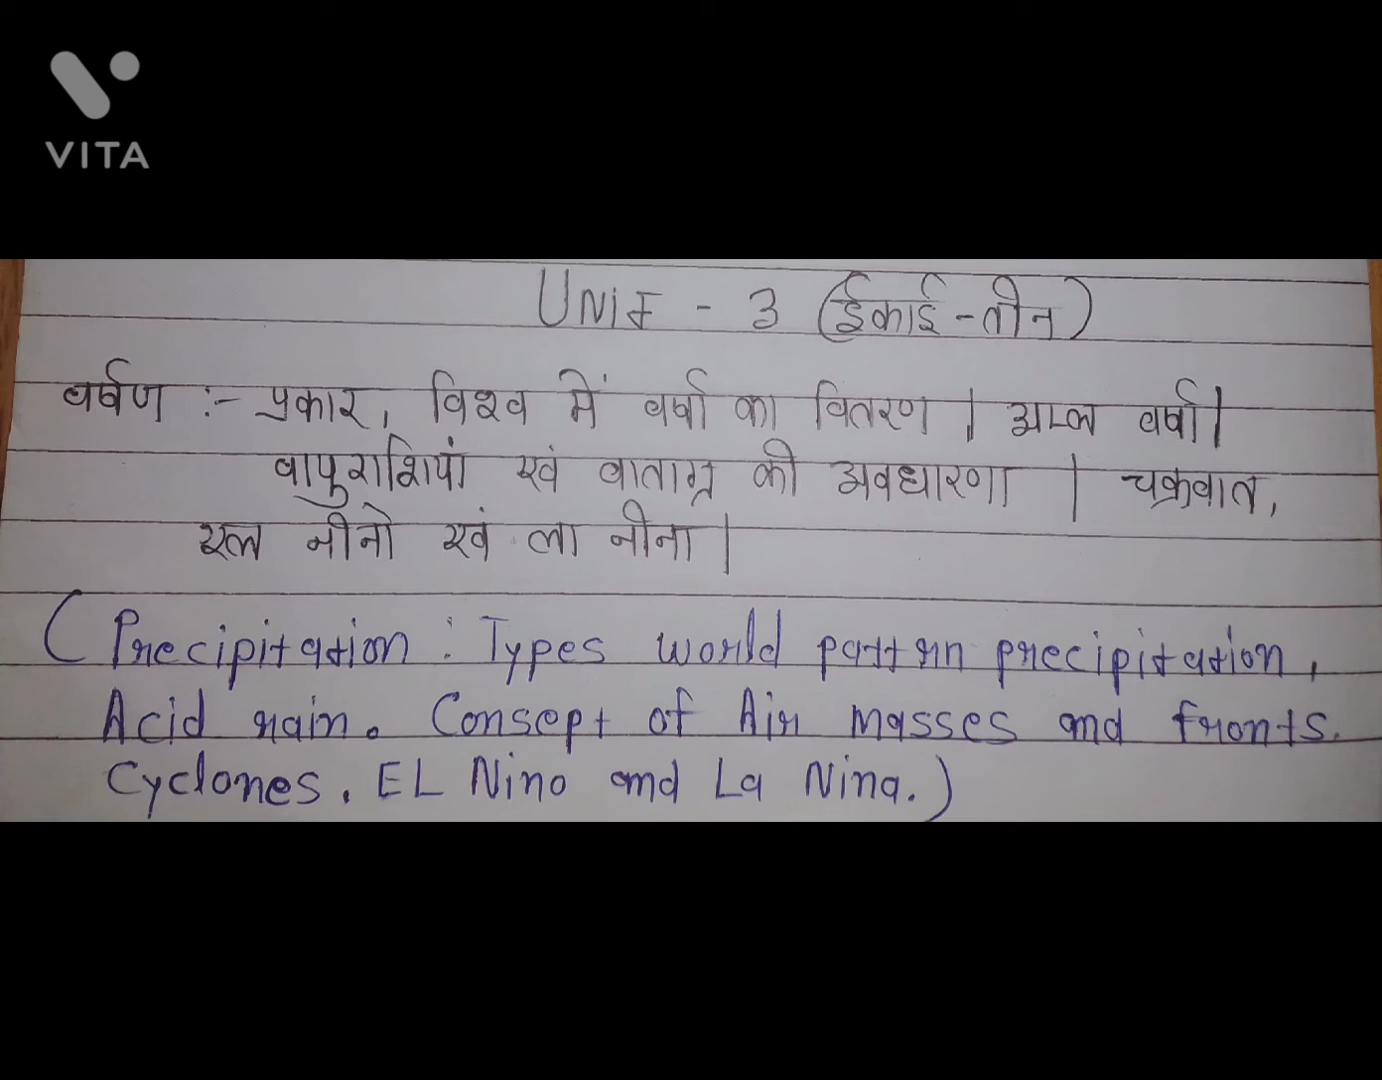 VITA
Unit - 3 (ईकाई-तीन)
वर्षण :- प्रकार, विश्व में वर्षा का वितरण | अम्ल वर्षा |
वायुराशियां एवं वाताग्र की अवधारणा | चक्रवात,
एल नीनो एवं ला नीना |
(Precipitation : Types world pattern precipitation,
Acid rain. Consept of Air masses and fronts.
Cyclones, EL Nino and La Nina.)